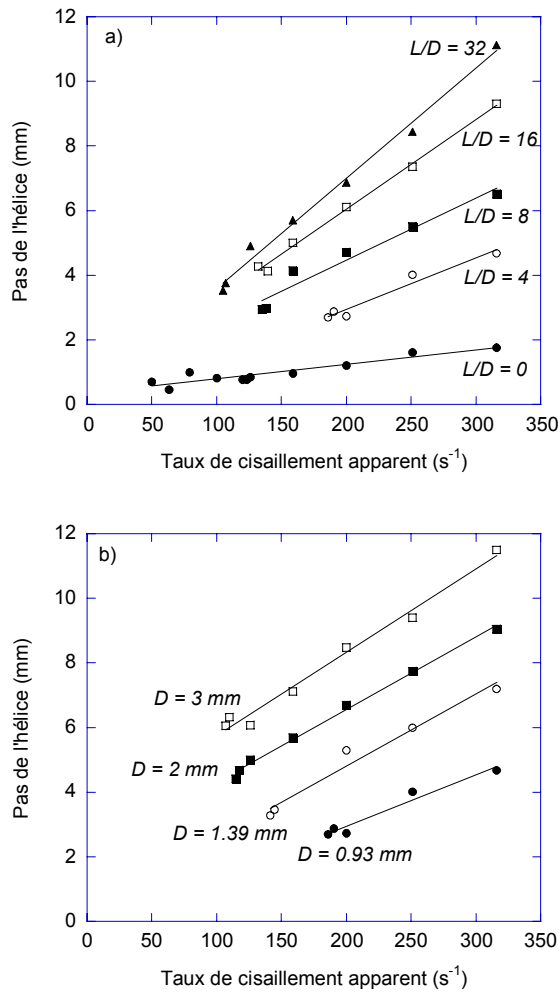 a)
12
10
8
6
4
2
0
Pas de l'hélice (mm)
L/D = 32
L/D = 16
L/D = 8
L/D = 4
L/D = 0
0 50 100 150 200 250 300 350
Taux de cisaillement apparent (s⁻¹)
b)
12
10
8
6
4
2
0
Pas de l'hélice (mm)
D = 3 mm
D = 2 mm
D = 1.39 mm
D = 0.93 mm
0 50 100 150 200 250 300 350
Taux de cisaillement apparent (s⁻¹)